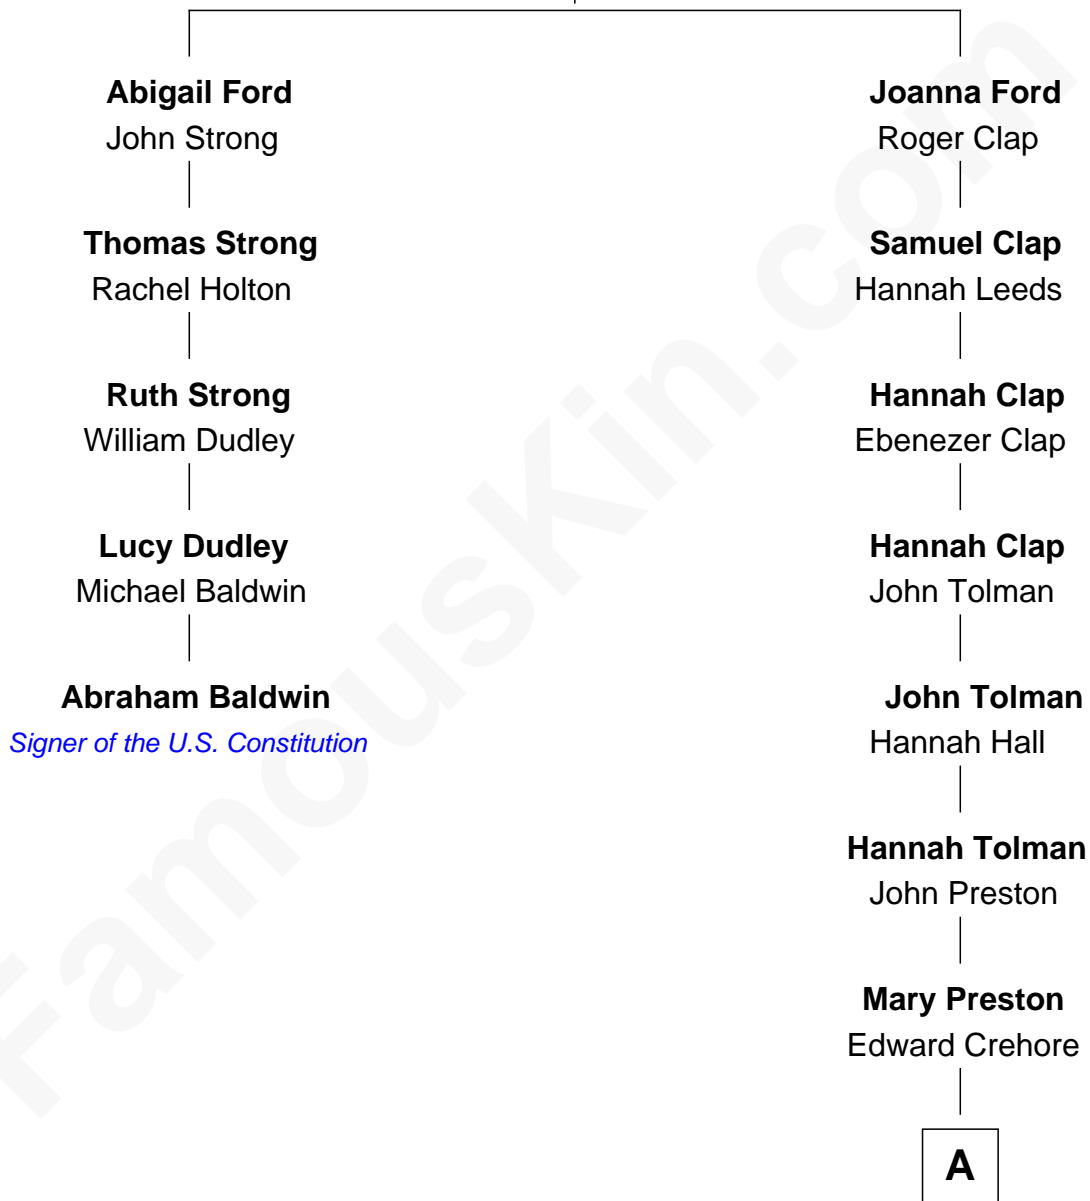 Abigail Ford
John Strong
Thomas Strong
Rachel Holton
Ruth Strong
William Dudley
Lucy Dudley
Michael Baldwin
Abraham Baldwin
Signer of the U.S. Constitution
Joanna Ford
Roger Clap
Samuel Clap
Hannah Leeds
Hannah Clap
Ebenezer Clap
Hannah Clap
John Tolman
John Tolman
Hannah Hall
Hannah Tolman
John Preston
Mary Preston
Edward Crehore
A
FamousKin.com